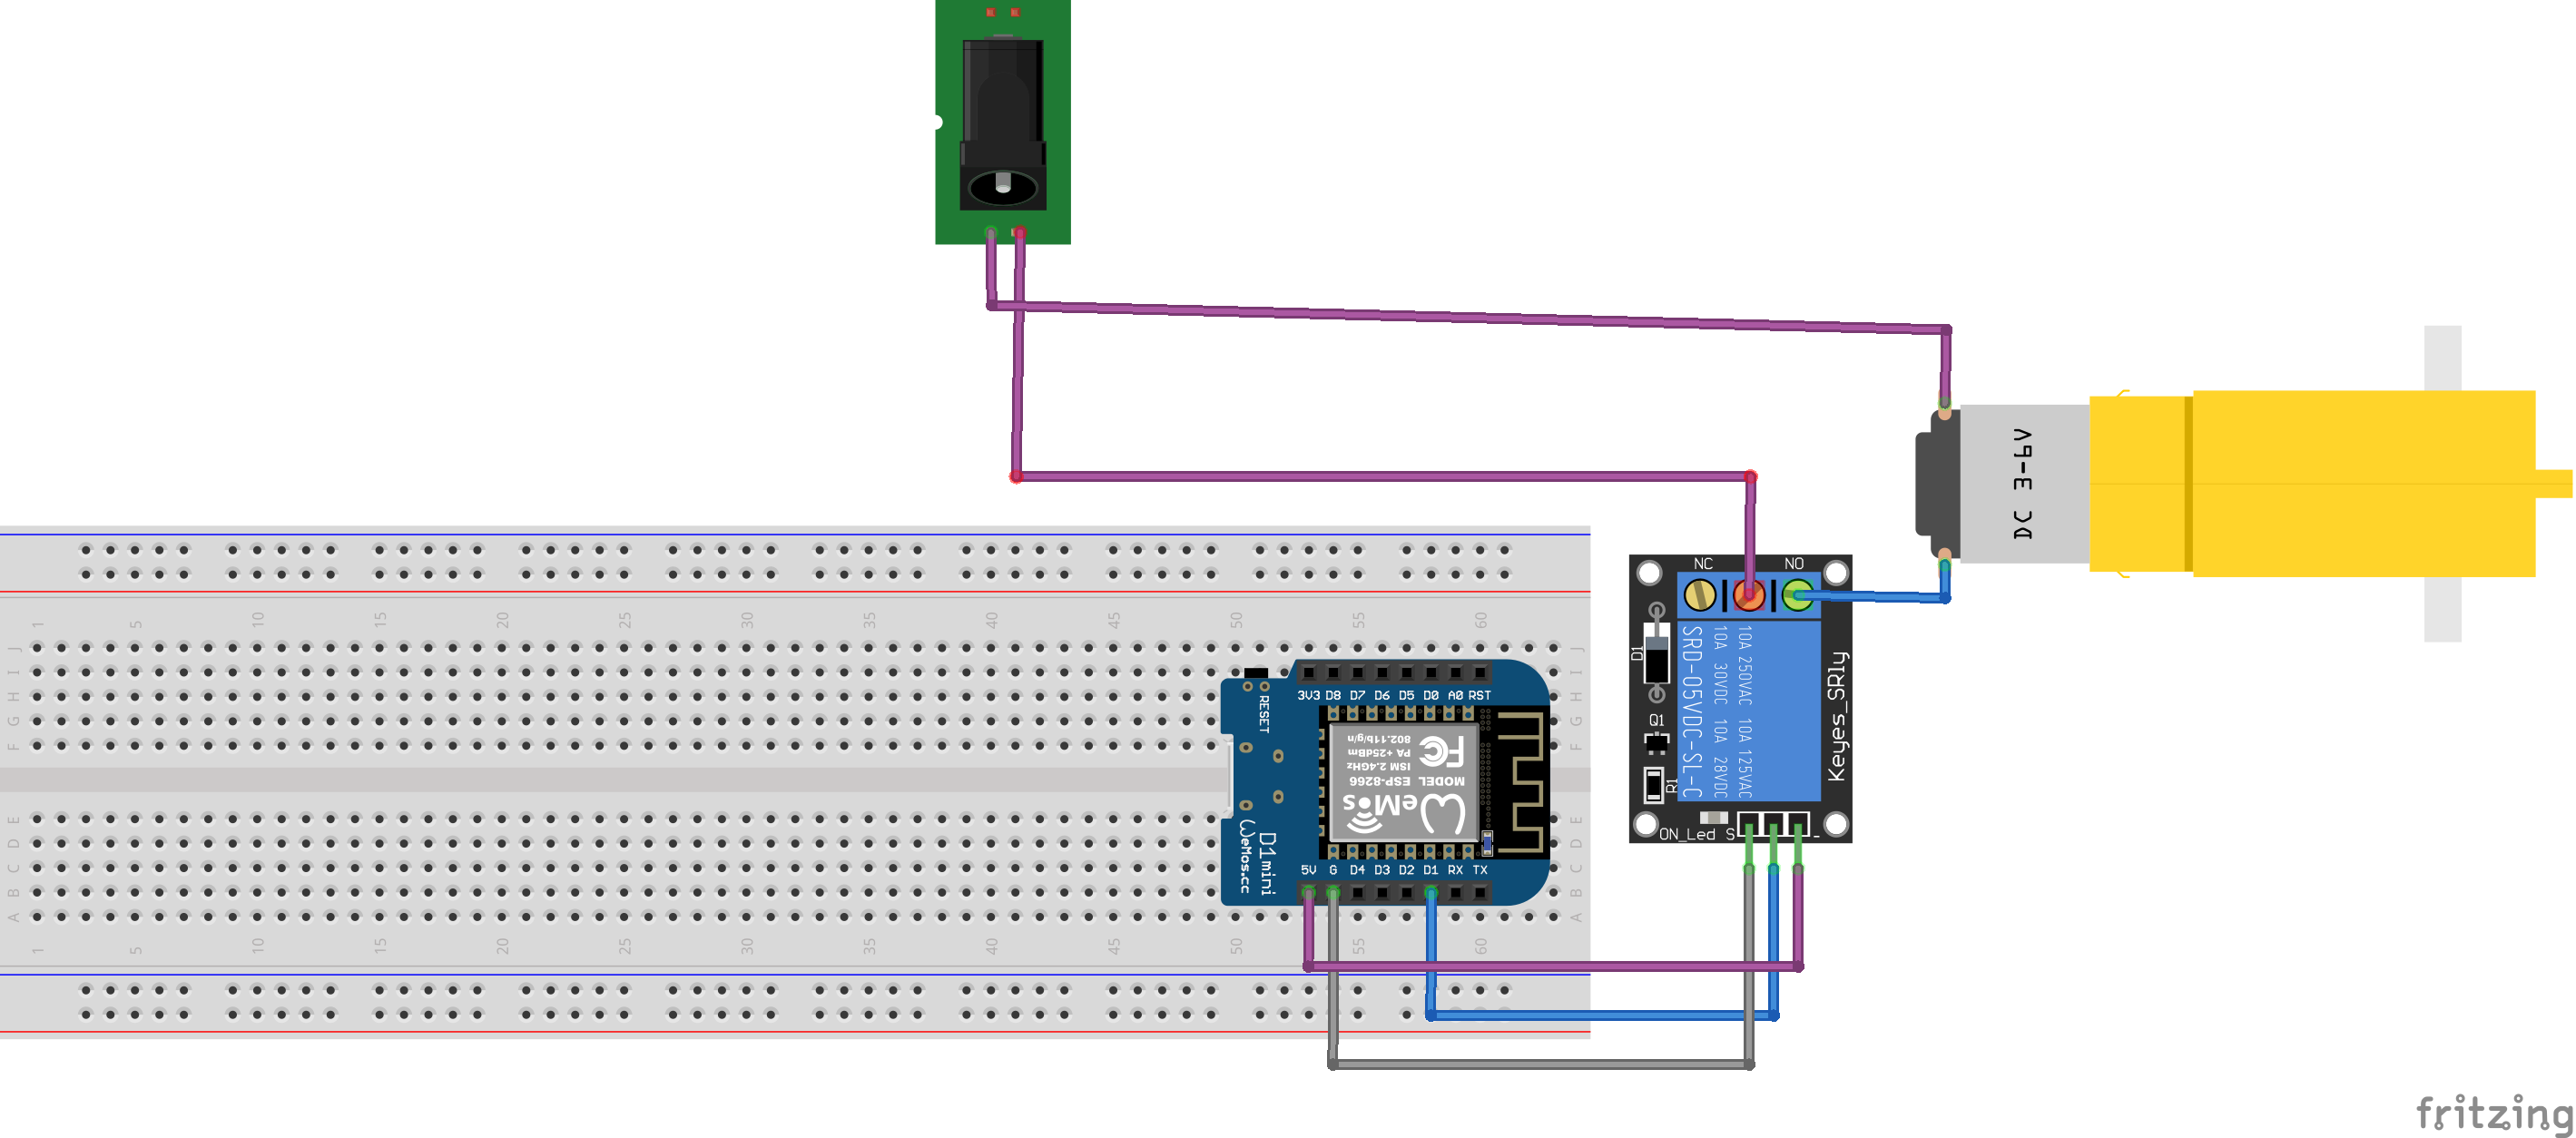 DC 3-6V
NC
NO
1 5 10 15 20 25 30 35 40 45 50 55 60
J
I
H
G
F
E
D
C
B
A
J
I
H
G
F
E
D
C
B
A
1 5 10 15 20 25 30 35 40 45 50 55 60
3V3 D8 D7 D6 D5 D0 A0 RST
RESET
802.11b/g/n
PA +25dBm
ISM 2.4GHz
MODEL ESP-8266
FC
WeMos
D1mini
WeMos.cc
5V G D4 D3 D2 D1 RX TX
D1
Q1
R1
SRD-05VDC-SL-C
10A 30VDC 10A 28VDC
10A 250VAC 10A 125VAC
Keyes_SRly
ON_Led S -
fritzing